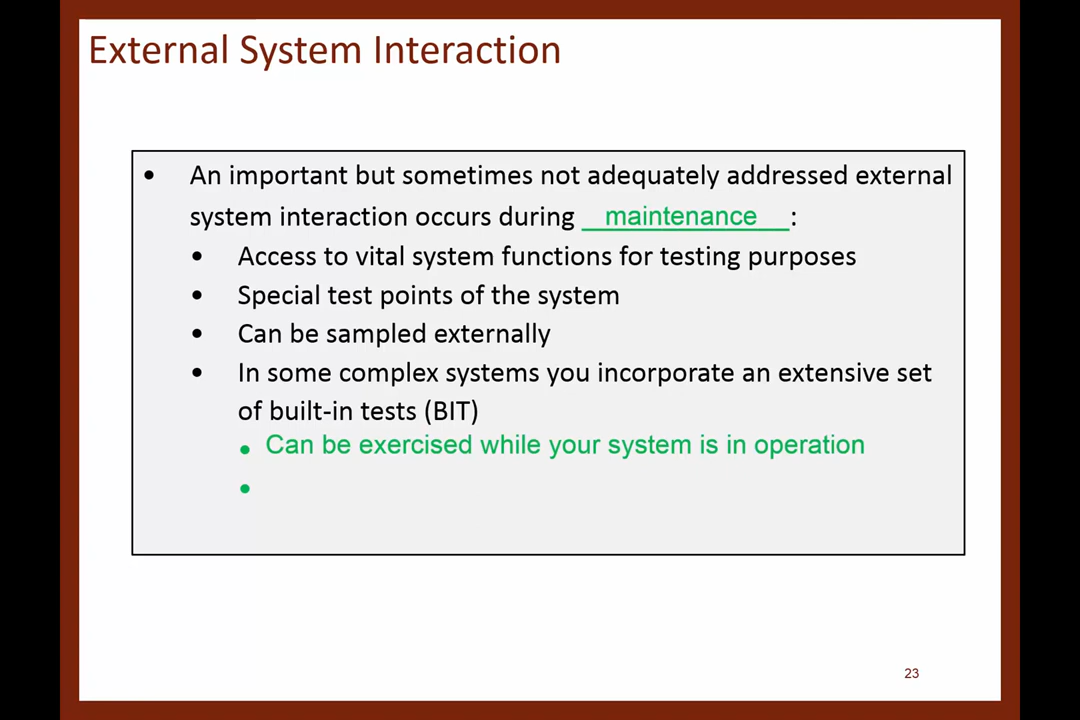 External System Interaction
• An important but sometimes not adequately addressed external
system interaction occurs during __maintenance__:
• Access to vital system functions for testing purposes
• Special test points of the system
• Can be sampled externally
• In some complex systems you incorporate an extensive set
of built-in tests (BIT)
• Can be exercised while your system is in operation
•
23